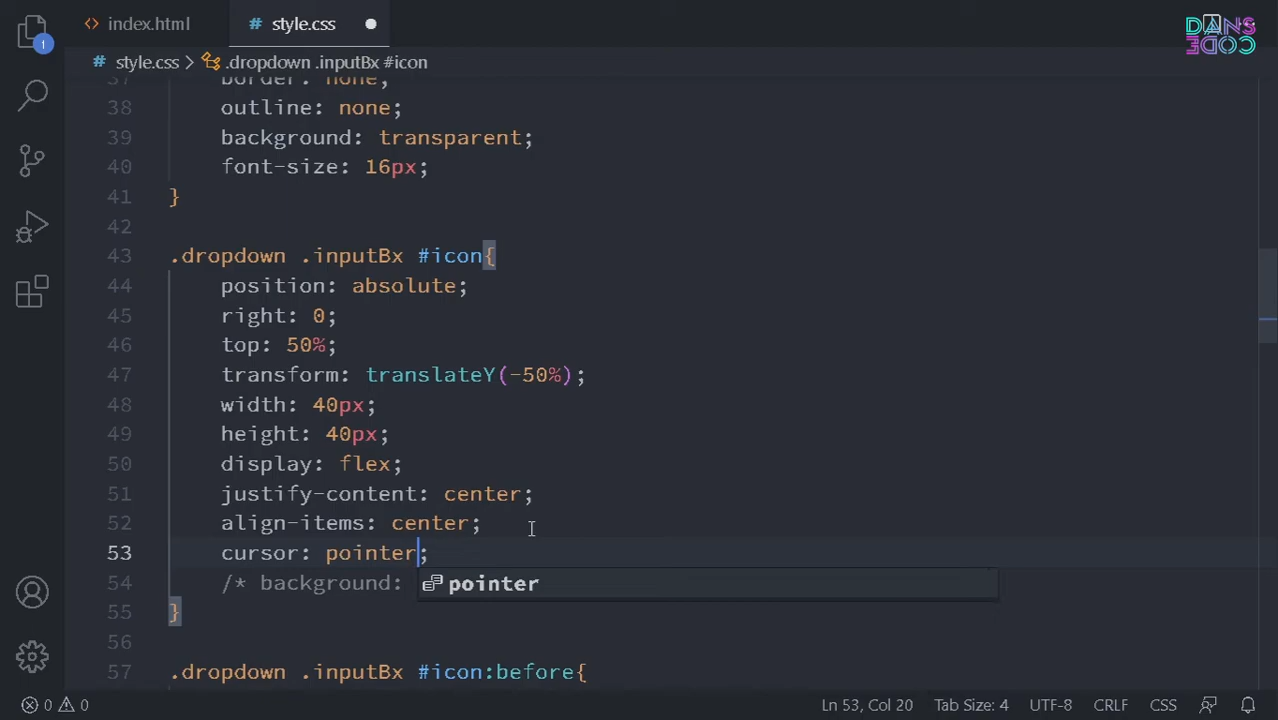 index.html
style.css
DANS
CODE
1
style.css > .dropdown .inputBx #icon
37 border: none;
38 outline: none;
39 background: transparent;
40 font-size: 16px;
41 }
42
43 .dropdown .inputBx #icon{
44 position: absolute;
45 right: 0;
46 top: 50%;
47 transform: translateY(-50%);
48 width: 40px;
49 height: 40px;
50 display: flex;
51 justify-content: center;
52 align-items: center;
53 cursor: pointer;
54 /* background:
pointer
55 }
56
57 .dropdown .inputBx #icon:before{
0 0 Ln 53, Col 20 Tab Size: 4 UTF-8 CRLF CSS